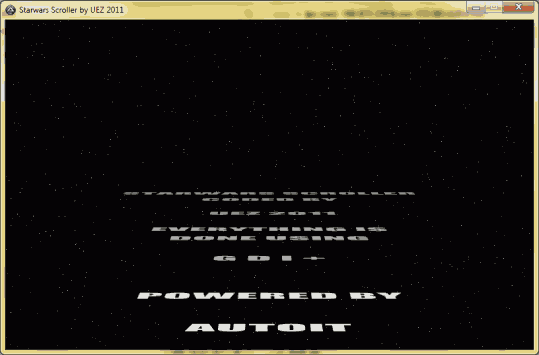 Starwars Scroller by UEZ 2011
STARWARS SCROLLER
CODED BY
UEZ 2011
EVERYTHING IS
DONE USING
GDI+
POWERED BY
AUTOIT